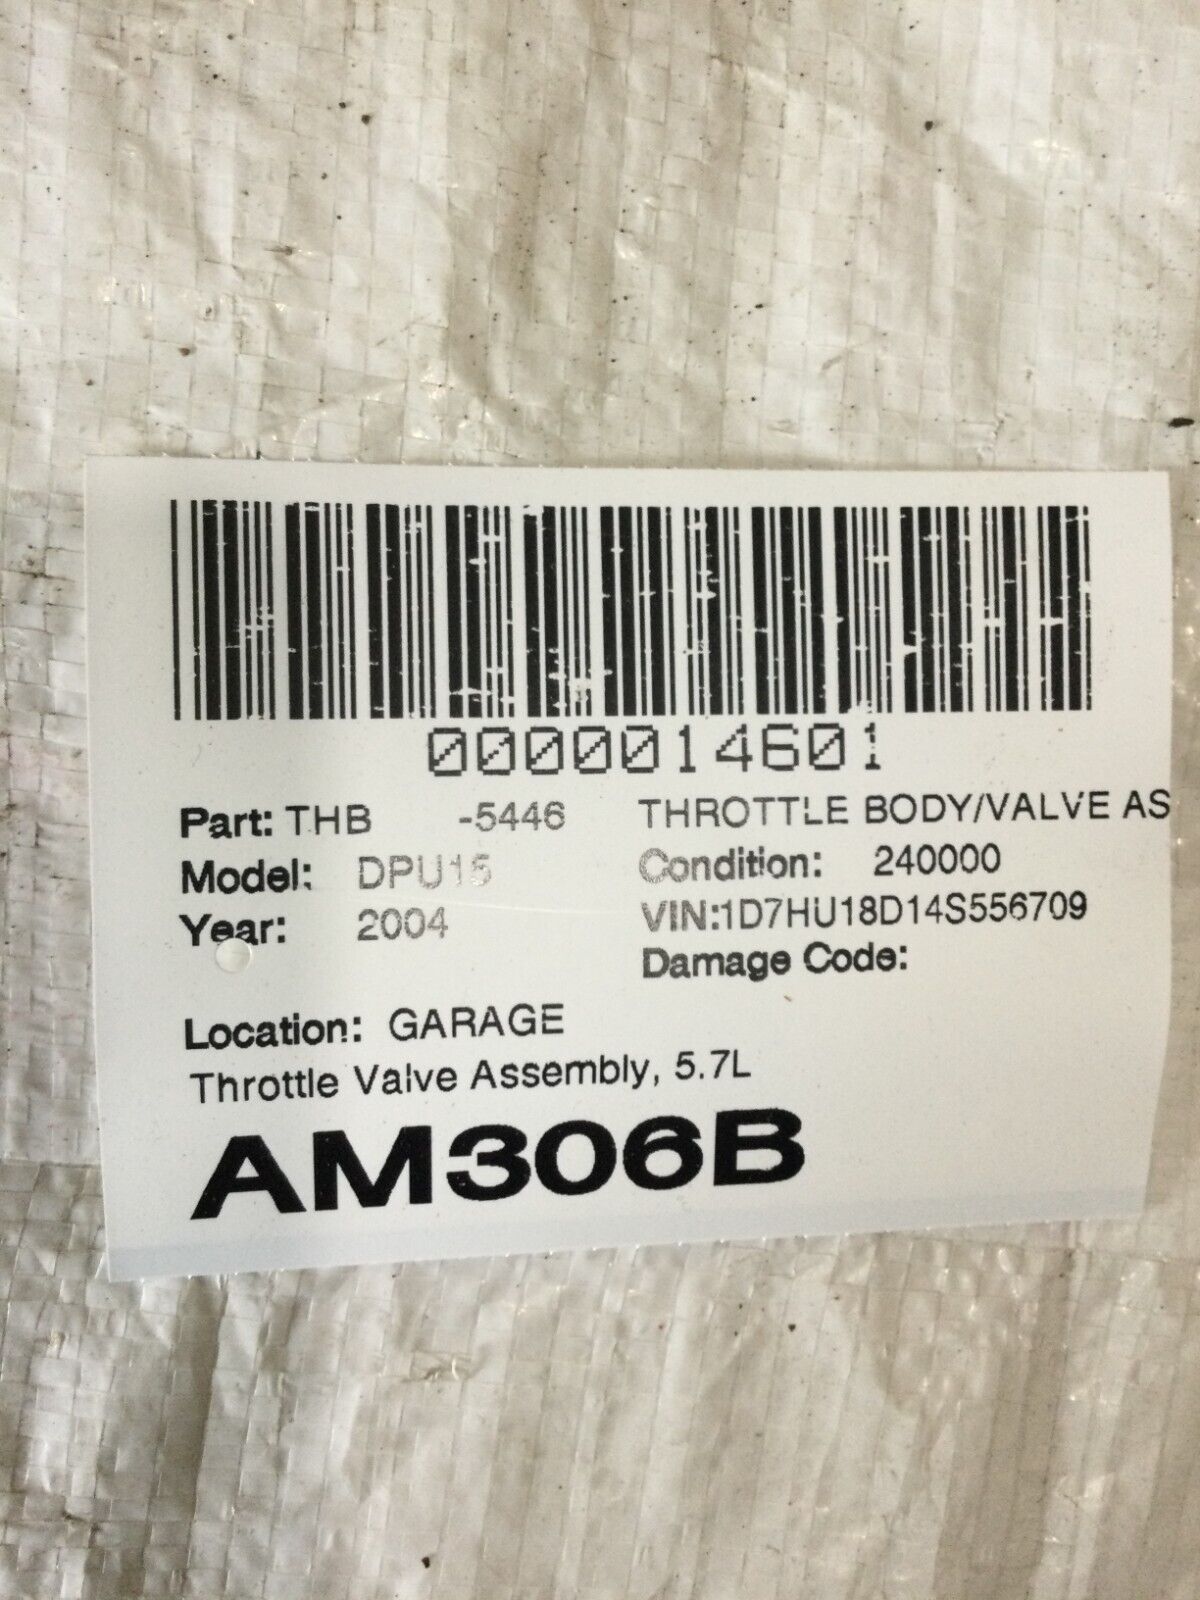 0000014601
Part: THB -5446 THROTTLE BODY/VALVE AS
Model: DPU15 Condition: 240000
Year: 2004 VIN:1D7HU18D14S556709
Damage Code:
Location: GARAGE
Throttle Valve Assembly, 5.7L
AM306B